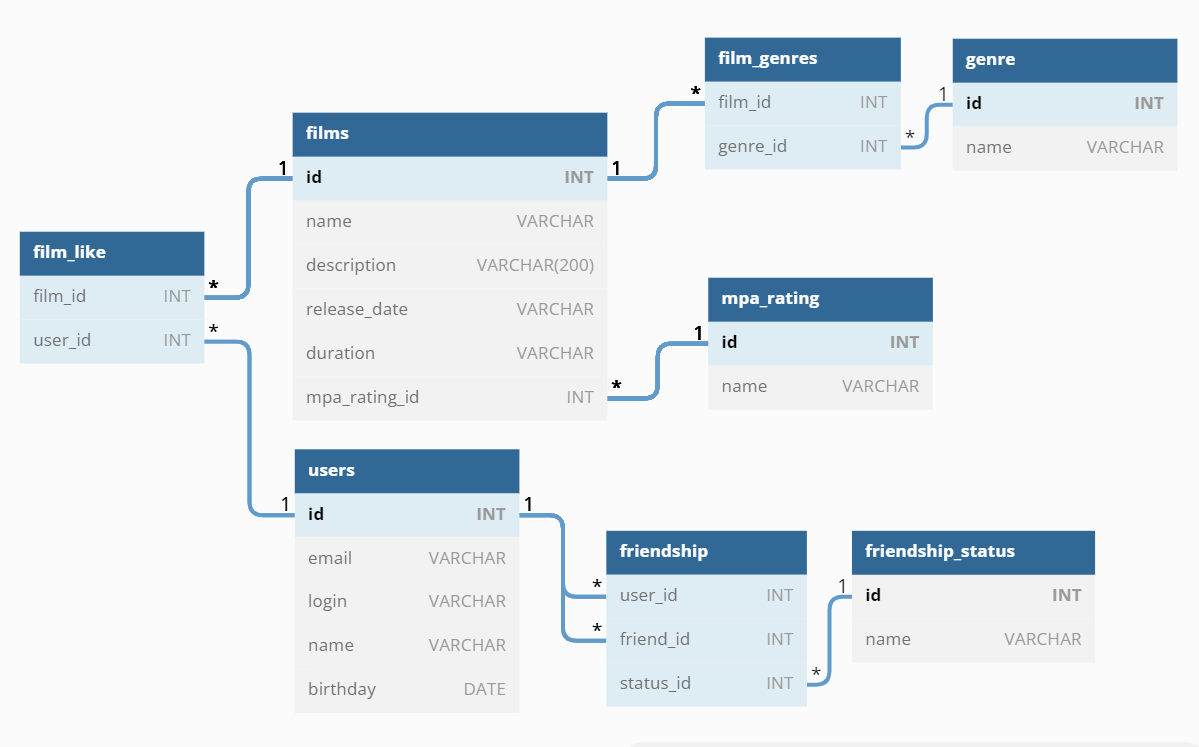 film_genres
* film_id INT
genre_id INT *
genre
1 id INT
name VARCHAR
films
1 id INT 1
name VARCHAR
description VARCHAR(200)
release_date VARCHAR
duration VARCHAR
mpa_rating_id INT *
film_like
film_id INT *
user_id INT *
mpa_rating
1 id INT
name VARCHAR
users
1 id INT 1
email VARCHAR
login VARCHAR
name VARCHAR
birthday DATE
friendship
* user_id INT
* friend_id INT
status_id INT *
friendship_status
1 id INT
name VARCHAR